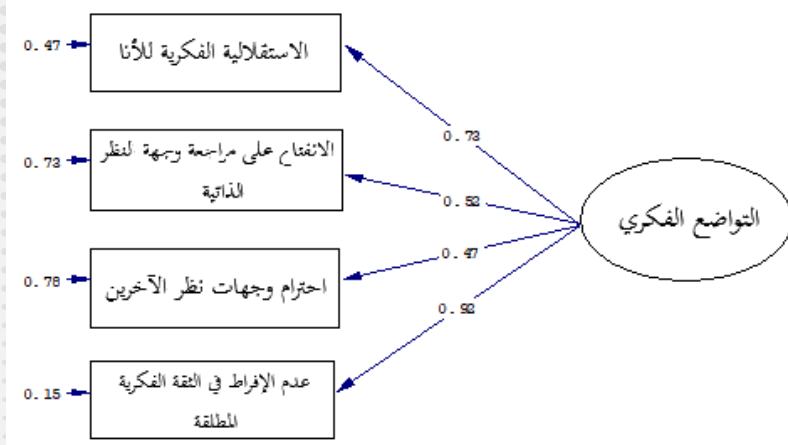 0.47
الاستقلالية الفكرية للأنا
0.73
0.73
الانفتاح على مراجعة وجهة النظر
الذاتية
0.52
التواضع الفكري
0.78
احترام وجهات نظر الآخرين
0.47
0.92
0.15
عدم الإفراط في الثقة الفكرية
المطلقة